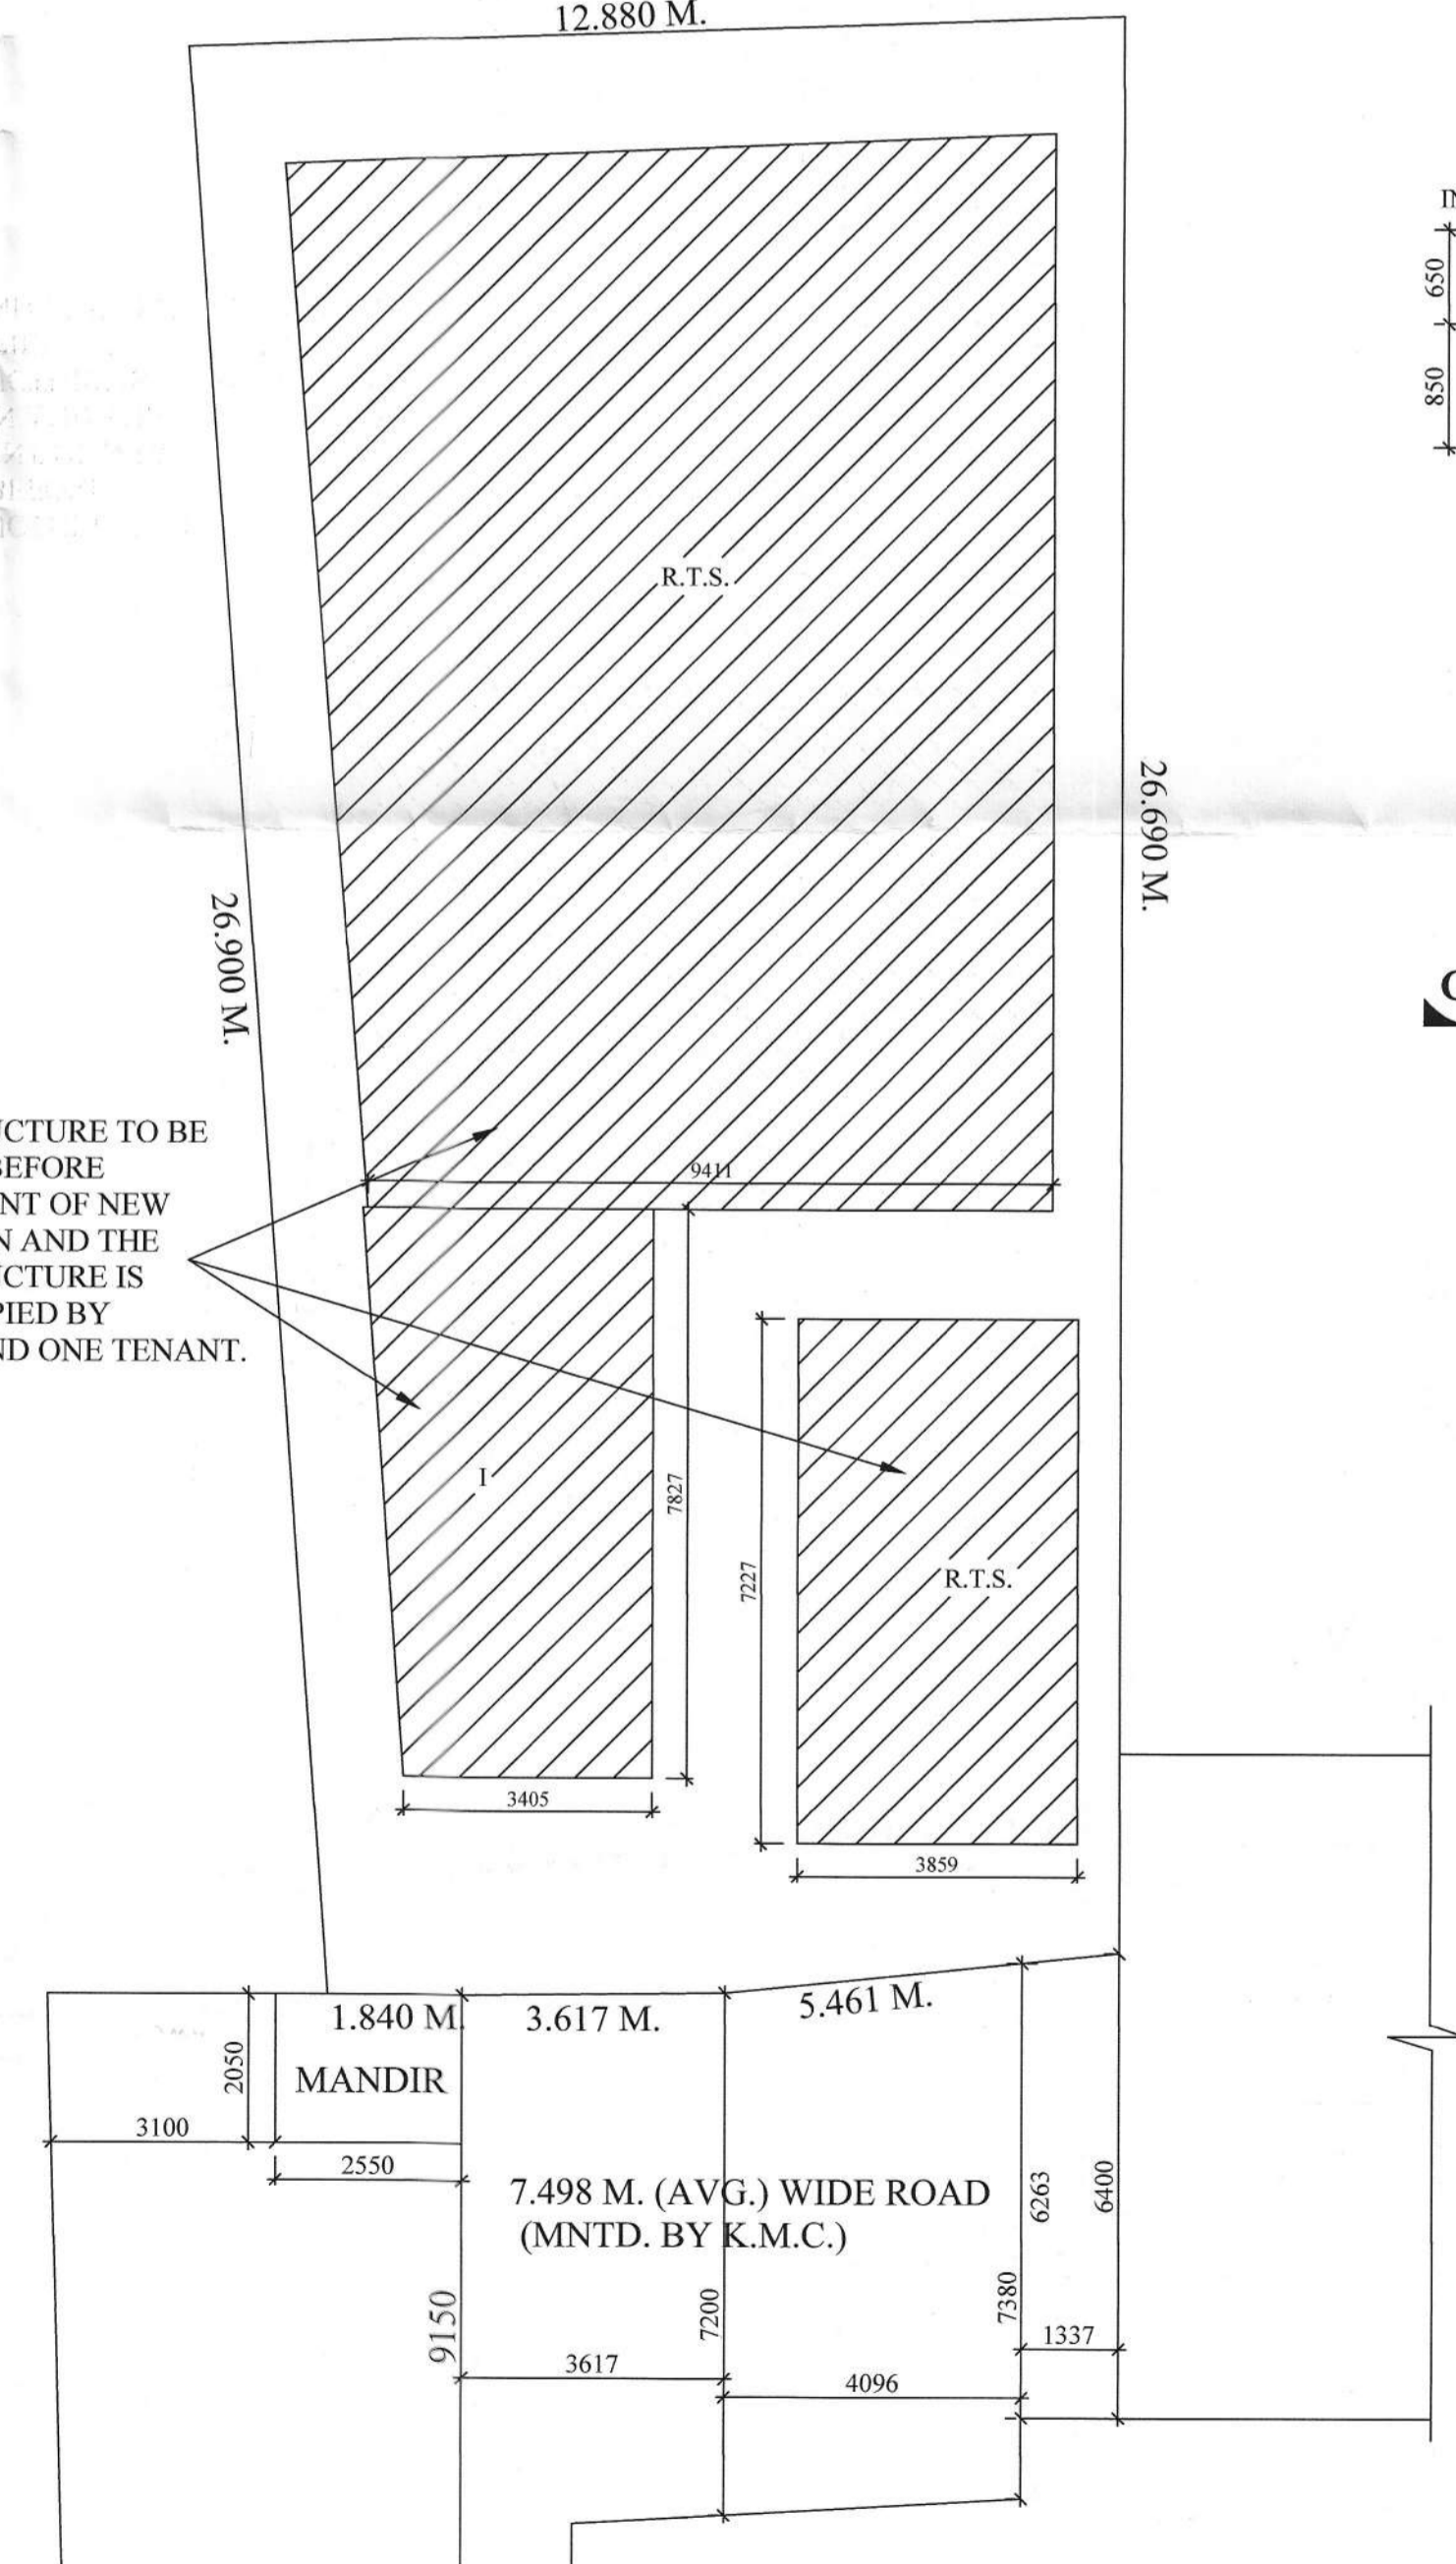 12.880 M.
IN
650
850
R.T.S.
26.690 M.
26.900 M.
UCTURE TO BE
BEFORE
NT OF NEW
N AND THE
UCTURE IS
PIED BY
ND ONE TENANT.
9411
7827
7227
I
R.T.S.
3405
3859
1.840 M.
3.617 M.
5.461 M.
2050
MANDIR
3100
2550
7.498 M. (AVG.) WIDE ROAD
(MNTD. BY K.M.C.)
6263
6400
9150
7200
7380
1337
3617
4096